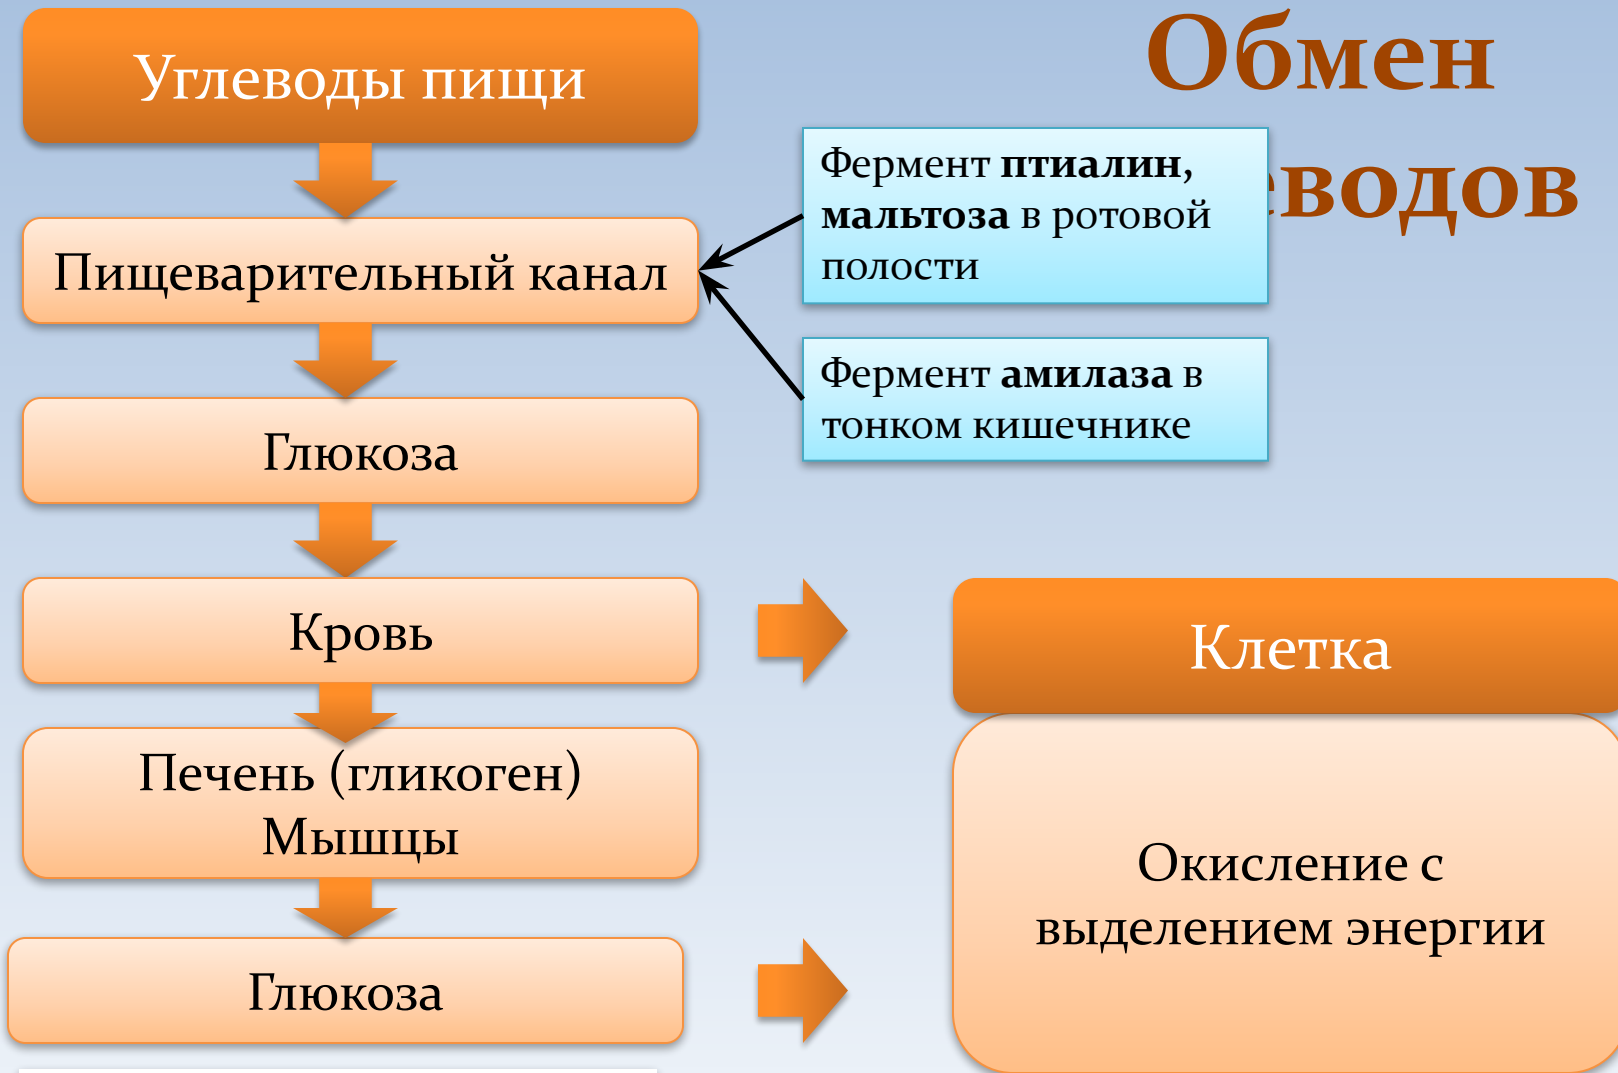 Обмен
еводов
Углеводы пищи
Фермент птиалин,
мальтоза в ротовой
полости
Пищеварительный канал
Фермент амилаза в
тонком кишечнике
Глюкоза
Кровь
Клетка
Печень (гликоген)
Мышцы
Окисление с
выделением энергии
Глюкоза